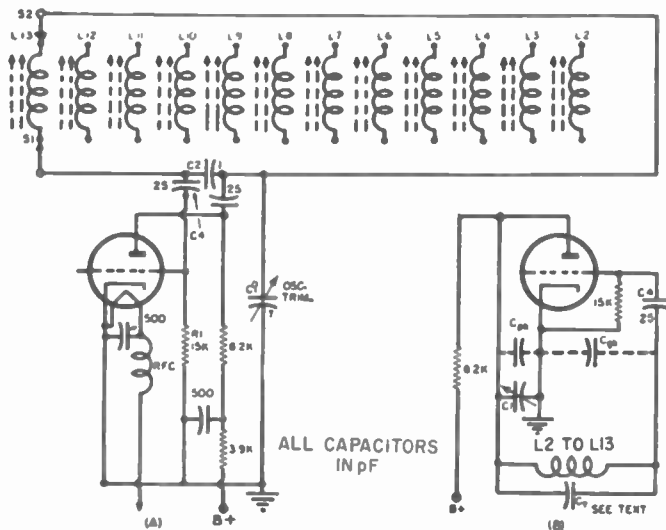 S2
L13 L12 L11 L10 L9 L8 L7 L6 L5 L4 L3 L2
S1
C2 1
25 25
C4
500
RFC
R1
15K
8.2K
500
3.9K
OSC.
TRIM.
ALL CAPACITORS
IN pF
B+
(A)
15K
C4
25
Cpk
Cgk
8.2K
L2 TO L13
SEE TEXT
B+
(B)